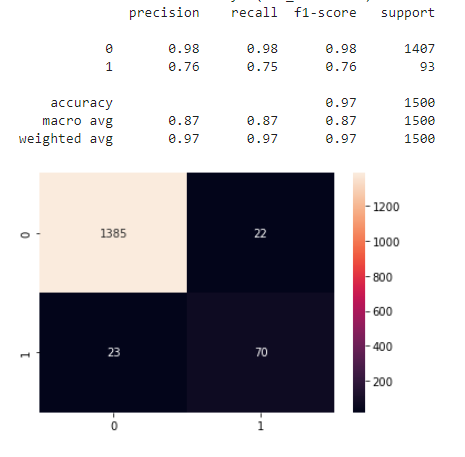 precision recall f1-score support
0 0.98 0.98 0.98 1407
1 0.76 0.75 0.76 93
accuracy 0.97 1500
macro avg 0.87 0.87 0.87 1500
weighted avg 0.97 0.97 0.97 1500
0 1385 22
1 23 70
0 1
1200
1000
800
600
400
200